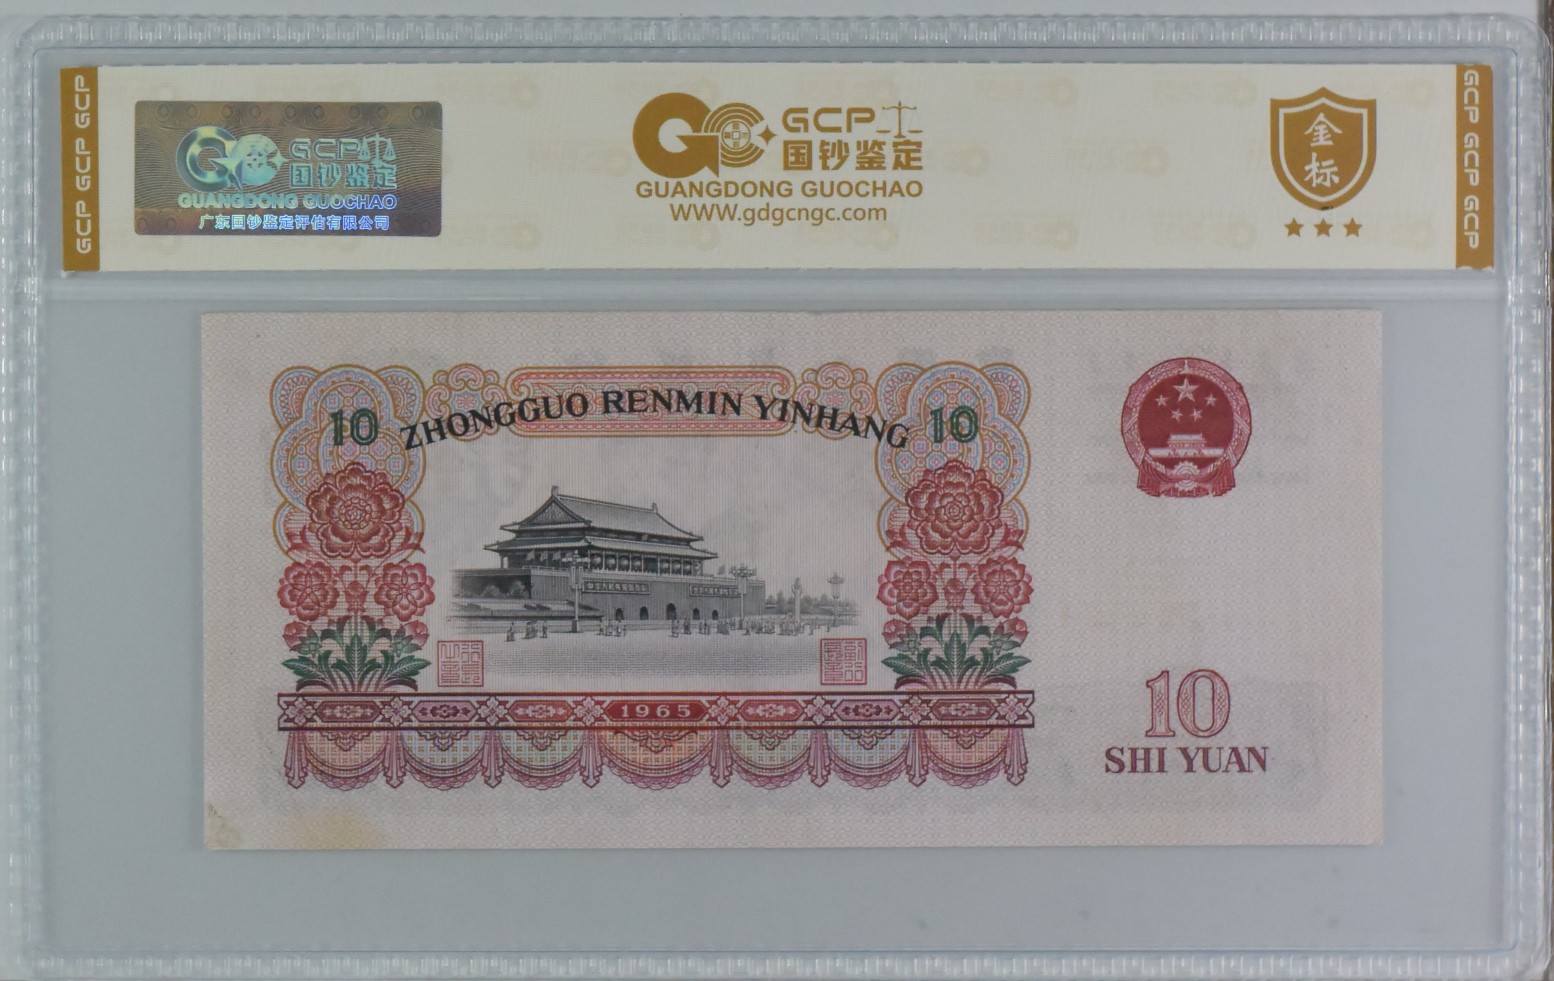 GCP GCP GCP
GCP
国钞鉴定
GUANGDONG GUOCHAO
广东国钞鉴定评估有限公司
GCP
国钞鉴定
GUANGDONG GUOCHAO
WWW.gdgcngc.com
金
标
GCP GCP GCP
10 ZHONGGUO RENMIN YINHANG 10
1965
10
SHI YUAN